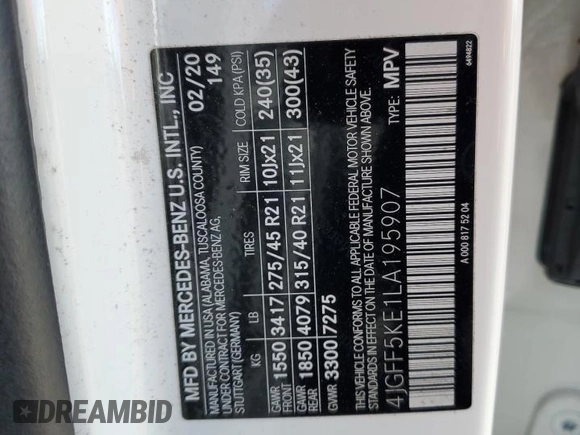 MFD BY MERCEDES-BENZ U.S. INTL., INC
MANUFACTURED IN USA (ALABAMA, TUSCALOOSA COUNTY)
UNDER CONTRACT FOR MERCEDES-BENZ AG,
STUTTGART (GERMANY)
02/20
149
KG LB TIRES RIM SIZE COLD KPA (PSI)
GAWR FRONT 1550 3417 275/45 R21 10Jx21 240(35)
GAWR REAR 1850 4079 315/40 R21 11Jx21 300(43)
GVWR 3300 7275
THIS VEHICLE CONFORMS TO ALL APPLICABLE FEDERAL MOTOR VEHICLE SAFETY
STANDARDS IN EFFECT ON THE DATE OF MANUFACTURE SHOWN ABOVE.
4JGFF5KE1LA195907 TYPE: MPV
A 000 817 52 04
6494822
DREAMBID